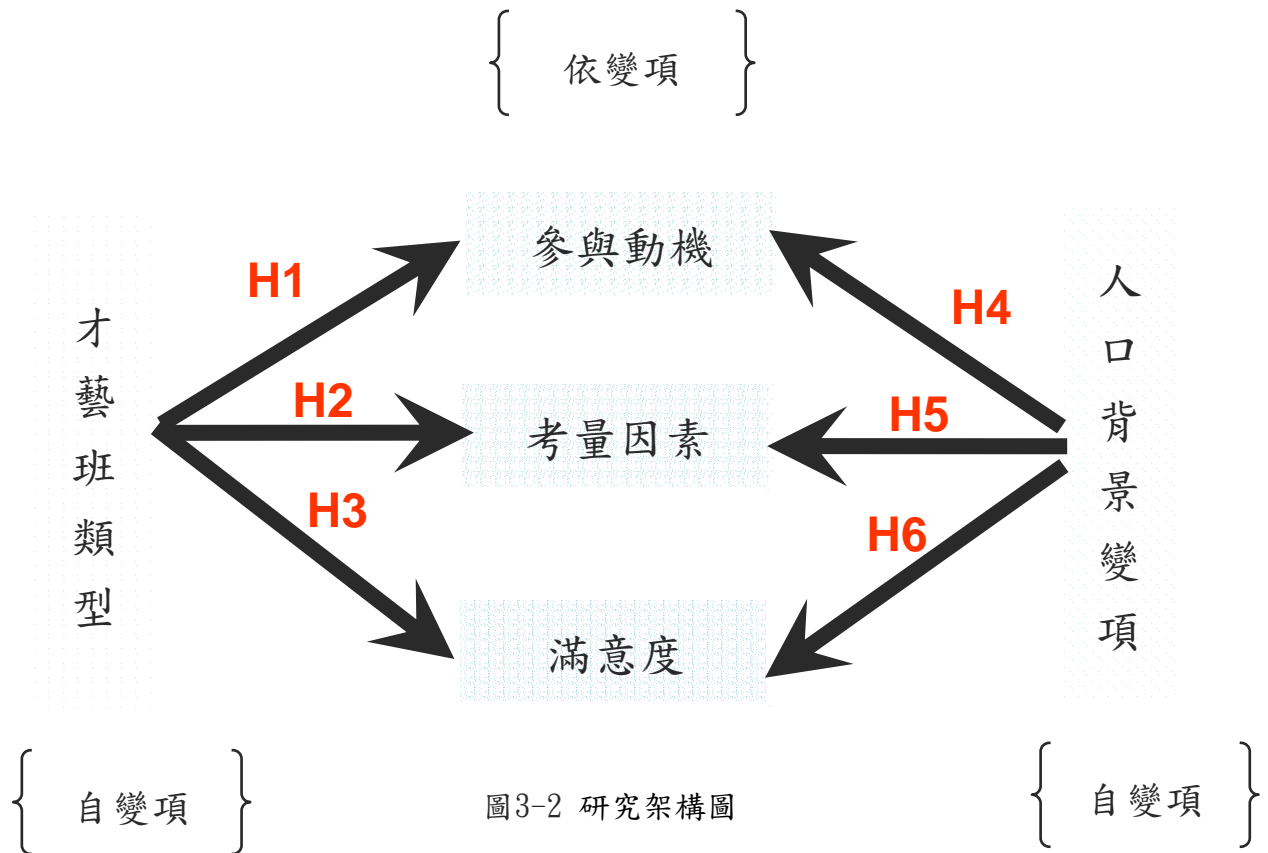 依變項
參與動機
H1
H4
才藝班類型
人口背景變項
H2
考量因素
H5
H3
H6
滿意度
自變項
圖3-2 研究架構圖
自變項